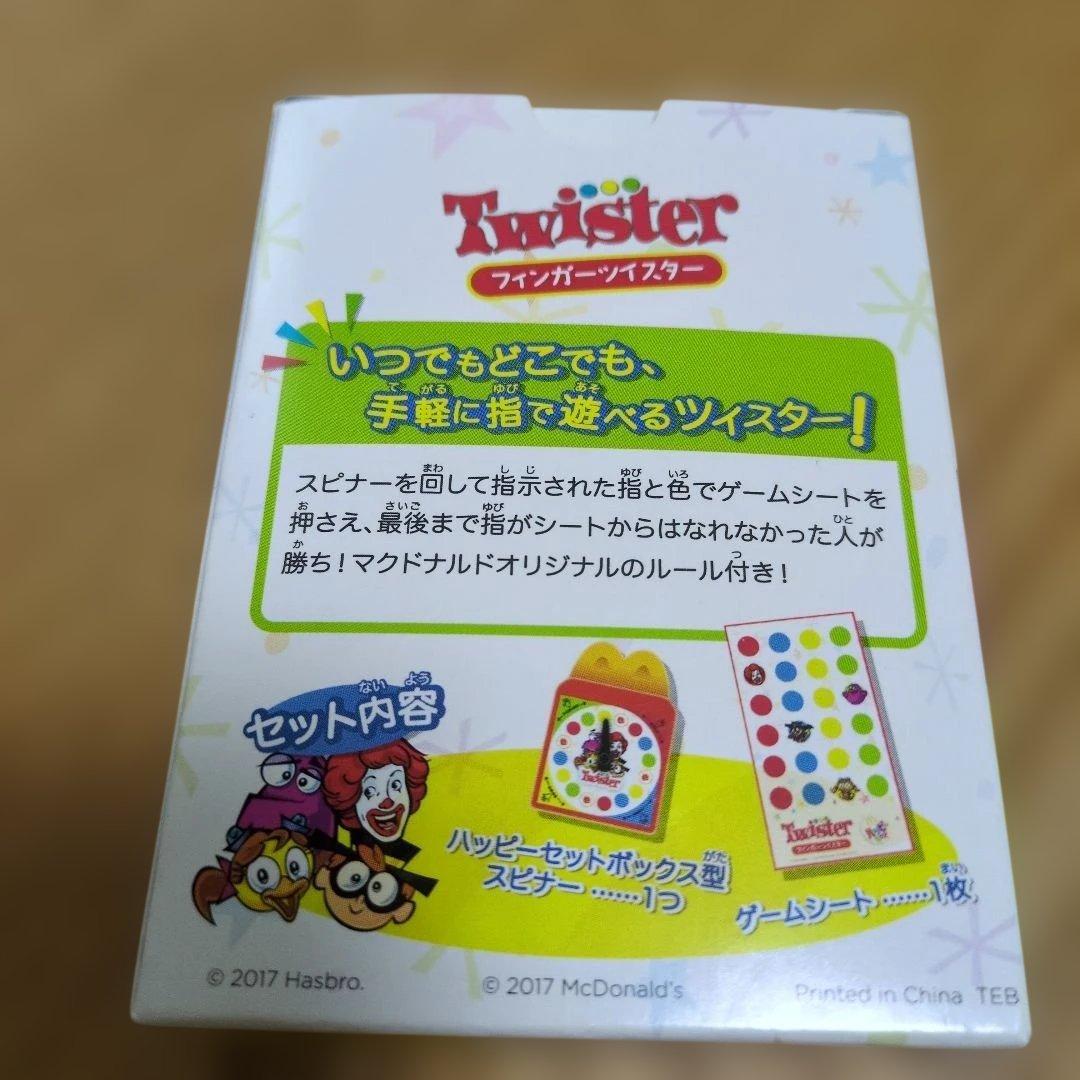 Twister
フィンガーツイスター
いつでもどこでも、
手軽に指で遊べるツイスター!
スピナーを回して指示された指と色でゲームシートを
押さえ、最後まで指がシートからはなれなかった人が
勝ち!マクドナルドオリジナルのルール付き!
セット内容
ハッピーセットボックス型
スピナー ……1つ
ゲームシート ……1枚
Twister
Twister
フィンガーツイスター
© 2017 Hasbro.
© 2017 McDonald's
Printed in China TEB